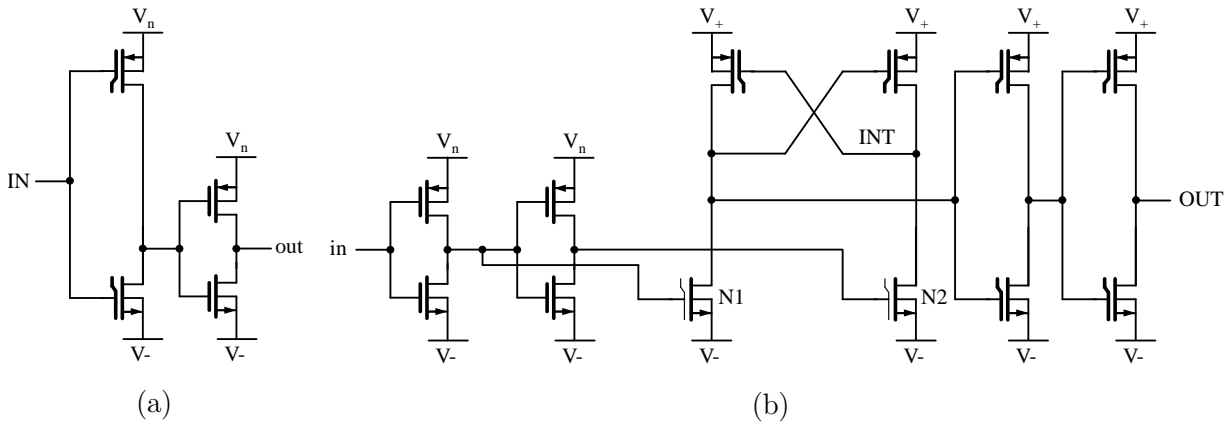 Vn
V+
V+
V+
V+
INT
IN
Vn
Vn
Vn
OUT
out
in
N1
N2
V-
V-
V-
V-
V-
V-
V-
V-
(a)
(b)